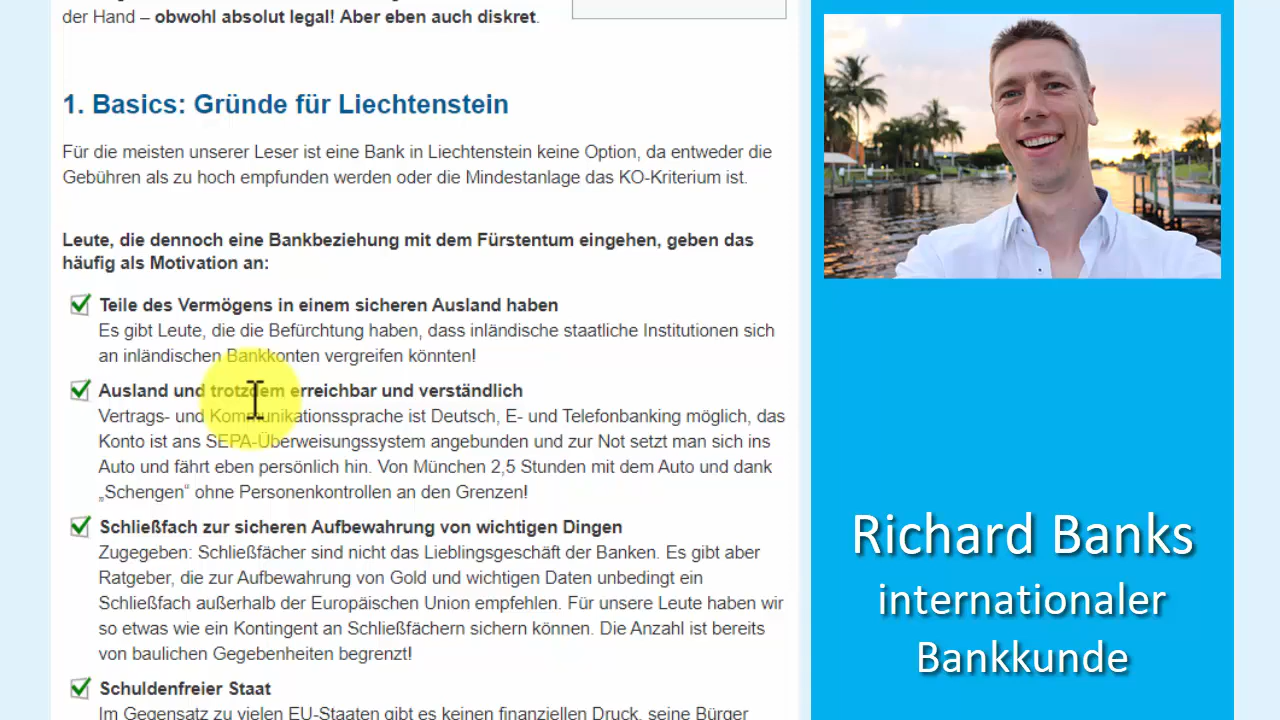 der Hand – obwohl absolut legal! Aber eben auch diskret.
1. Basics: Gründe für Liechtenstein
Für die meisten unserer Leser ist eine Bank in Liechtenstein keine Option, da entweder die
Gebühren als zu hoch empfunden werden oder die Mindestanlage das KO-Kriterium ist.
Leute, die dennoch eine Bankbeziehung mit dem Fürstentum eingehen, geben das
häufig als Motivation an:
Teile des Vermögens in einem sicheren Ausland haben
Es gibt Leute, die die Befürchtung haben, dass inländische staatliche Institutionen sich
an inländischen Bankkonten vergreifen könnten!
Ausland und trotzdem erreichbar und verständlich
Vertrags- und Kommunikationssprache ist Deutsch, E- und Telefonbanking möglich, das
Konto ist ans SEPA-Überweisungssystem angebunden und zur Not setzt man sich ins
Auto und fährt eben persönlich hin. Von München 2,5 Stunden mit dem Auto und dank
„Schengen“ ohne Personenkontrollen an den Grenzen!
Schließfach zur sicheren Aufbewahrung von wichtigen Dingen
Zugegeben: Schließfächer sind nicht das Lieblingsgeschäft der Banken. Es gibt aber
Ratgeber, die zur Aufbewahrung von Gold und wichtigen Daten unbedingt ein
Schließfach außerhalb der Europäischen Union empfehlen. Für unsere Leute haben wir
so etwas wie ein Kontingent an Schließfächern sichern können. Die Anzahl ist bereits
von baulichen Gegebenheiten begrenzt!
Schuldenfreier Staat
Im Gegensatz zu vielen EU-Staaten gibt es keinen finanziellen Druck, seine Bürger
Richard Banks
internationaler
Bankkunde